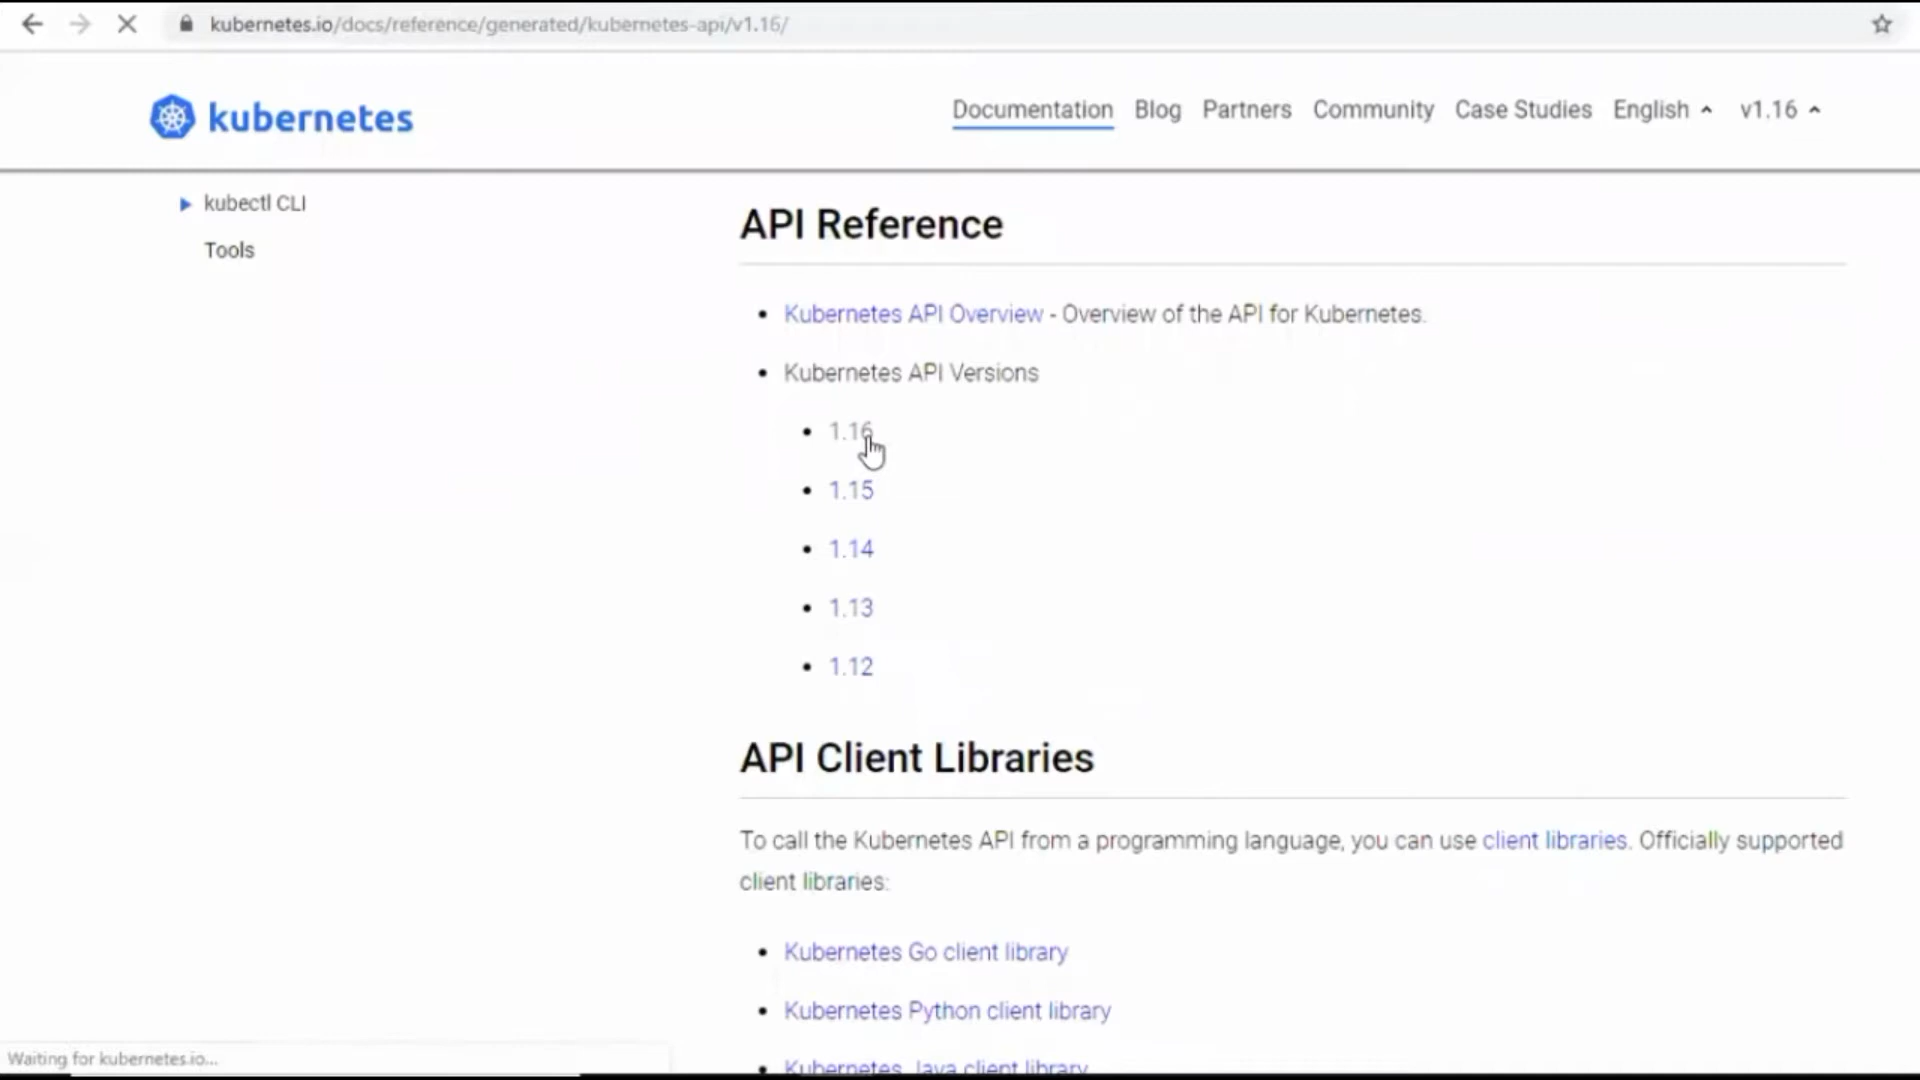 kubernetes.io/docs/reference/generated/kubernetes-api/v1.16/
kubernetes
Documentation Blog Partners Community Case Studies English v1.16
kubectl CLI
Tools
API Reference
Kubernetes API Overview - Overview of the API for Kubernetes.
Kubernetes API Versions
1.16
1.15
1.14
1.13
1.12
API Client Libraries
To call the Kubernetes API from a programming language, you can use client libraries. Officially supported
client libraries:
Kubernetes Go client library
Kubernetes Python client library
Kubernetes Java client library
Waiting for kubernetes.io...